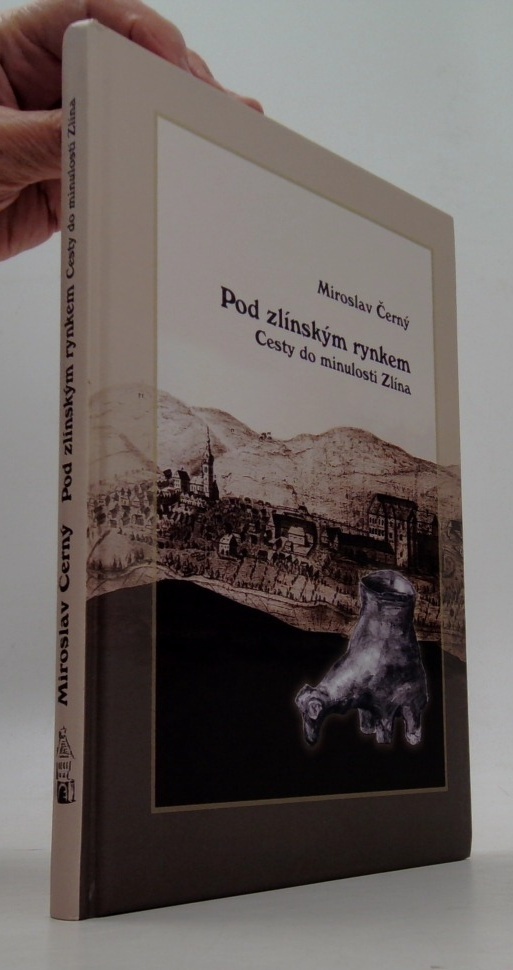 Miroslav Černý
Pod zlínským rynkem
Cesty do minulosti Zlína
Miroslav Černý Pod zlínským rynkem Cesty do minulosti Zlína